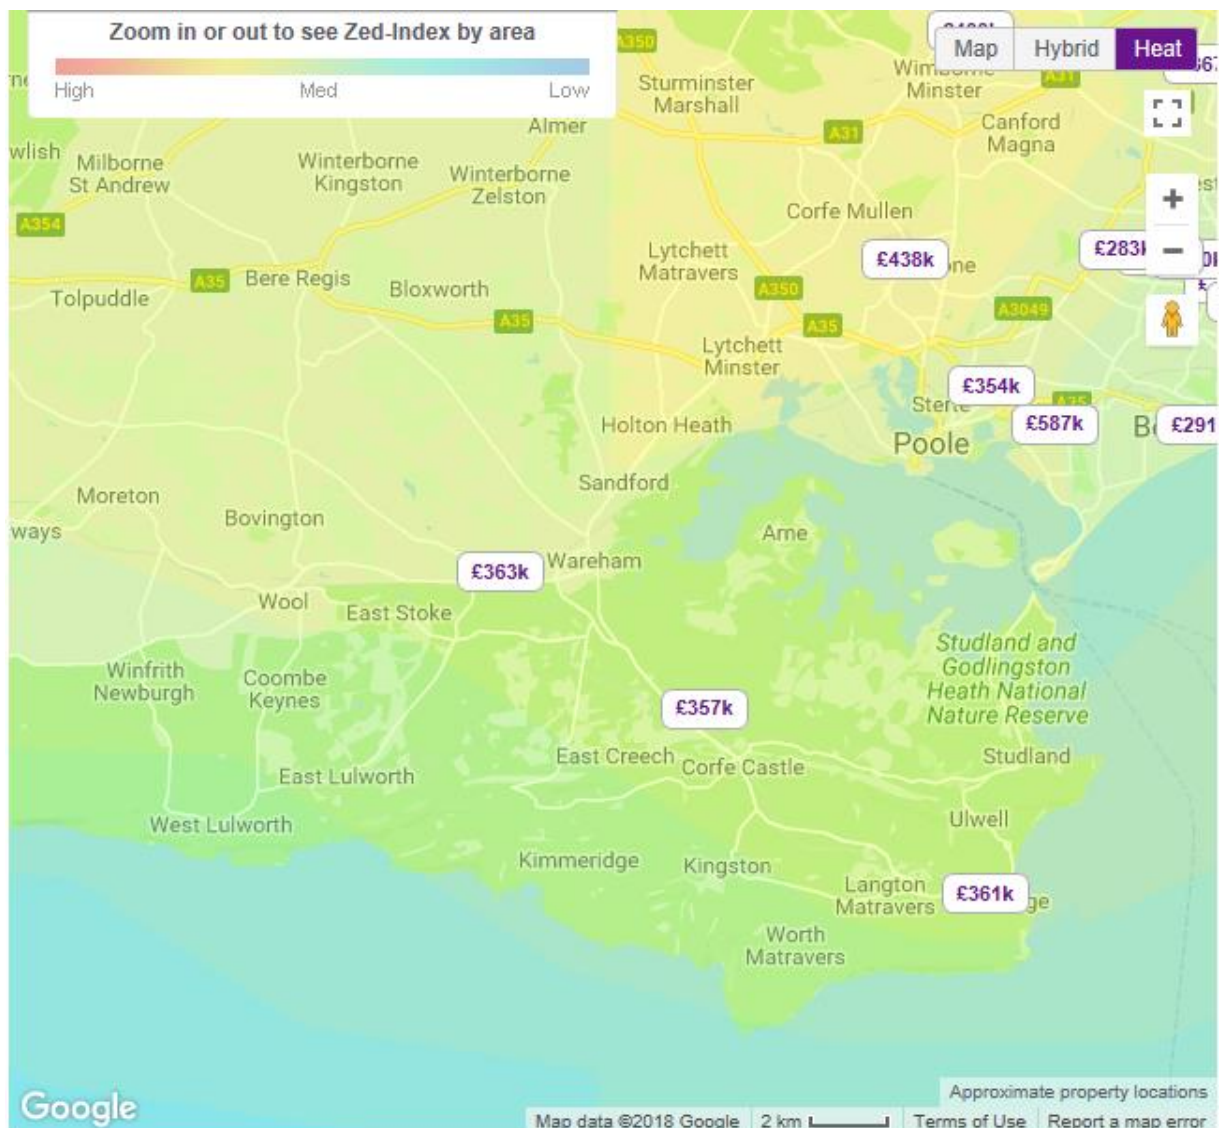 Zoom in or out to see Zed-Index by area
High Med Low
Map Hybrid Heat
A350
Sturminster
Marshall
Minster
A31
Almer
A31
Canford
Magna
Milborne
St Andrew
Winterborne
Kingston
Winterborne
Zelston
A354
Corfe Mullen
Lytchett
Matravers
£438k
£283k
A35
Bere Regis
Tolpuddle
Bloxworth
A350
A35
A35
A3049
Lytchett
Minster
£354k
Sterte
A35
£587k
£291
Holton Heath
Poole
Sandford
Moreton
Bovington
Arne
£363k
Wareham
Wool
East Stoke
Studland and
Godlingston
Heath National
Nature Reserve
Winfrith
Newburgh
Coombe
Keynes
£357k
East Creech
Corfe Castle
Studland
East Lulworth
West Lulworth
Ulwell
Kimmeridge
Kingston
Langton
Matravers
£361k
Worth
Matravers
Approximate property locations
Google
Map data ©2018 Google 2 km Terms of Use Report a map error